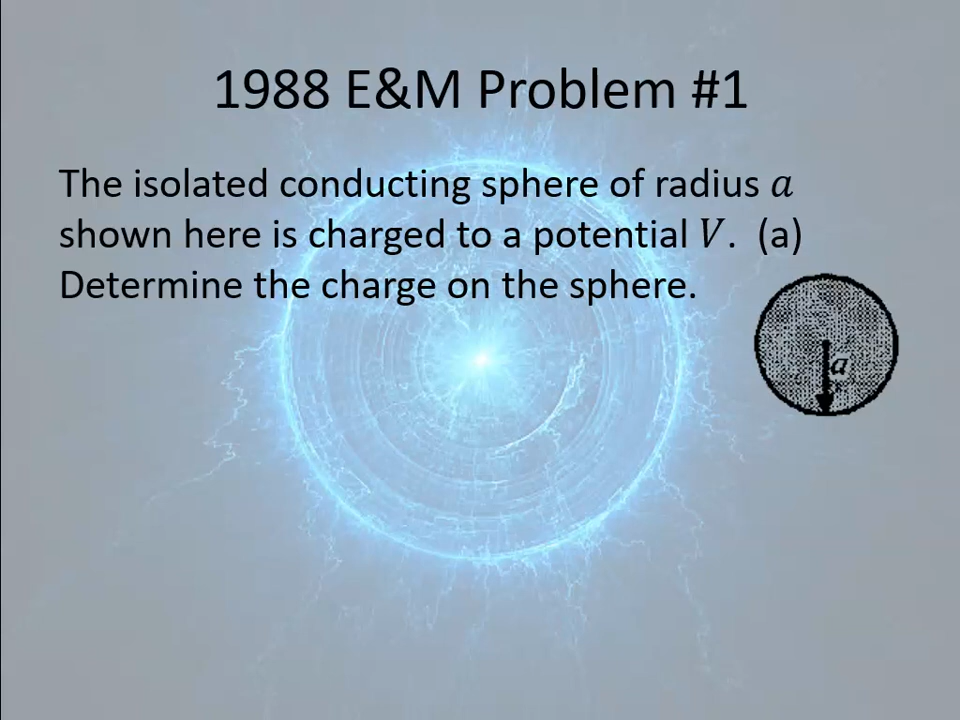 1988 E&M Problem #1
The isolated conducting sphere of radius a
shown here is charged to a potential V. (a)
Determine the charge on the sphere.
a